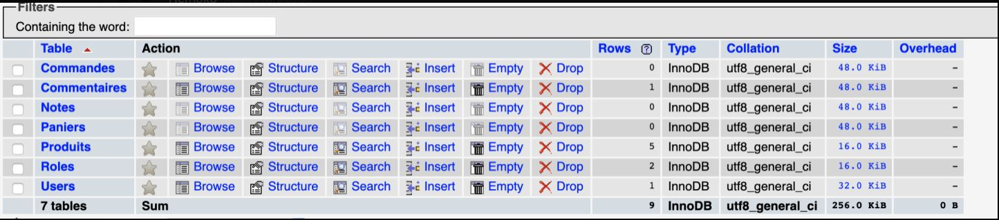 Filters
Containing the word:
Table Action Rows ? Type Collation Size Overhead
Commandes Browse Structure Search Insert Empty Drop 0 InnoDB utf8_general_ci 48.0 KiB –
Commentaires Browse Structure Search Insert Empty Drop 1 InnoDB utf8_general_ci 48.0 KiB –
Notes Browse Structure Search Insert Empty Drop 0 InnoDB utf8_general_ci 48.0 KiB –
Paniers Browse Structure Search Insert Empty Drop 0 InnoDB utf8_general_ci 48.0 KiB –
Produits Browse Structure Search Insert Empty Drop 5 InnoDB utf8_general_ci 16.0 KiB –
Roles Browse Structure Search Insert Empty Drop 2 InnoDB utf8_general_ci 16.0 KiB –
Users Browse Structure Search Insert Empty Drop 1 InnoDB utf8_general_ci 32.0 KiB –
7 tables Sum 9 InnoDB utf8_general_ci 256.0 KiB 0 B